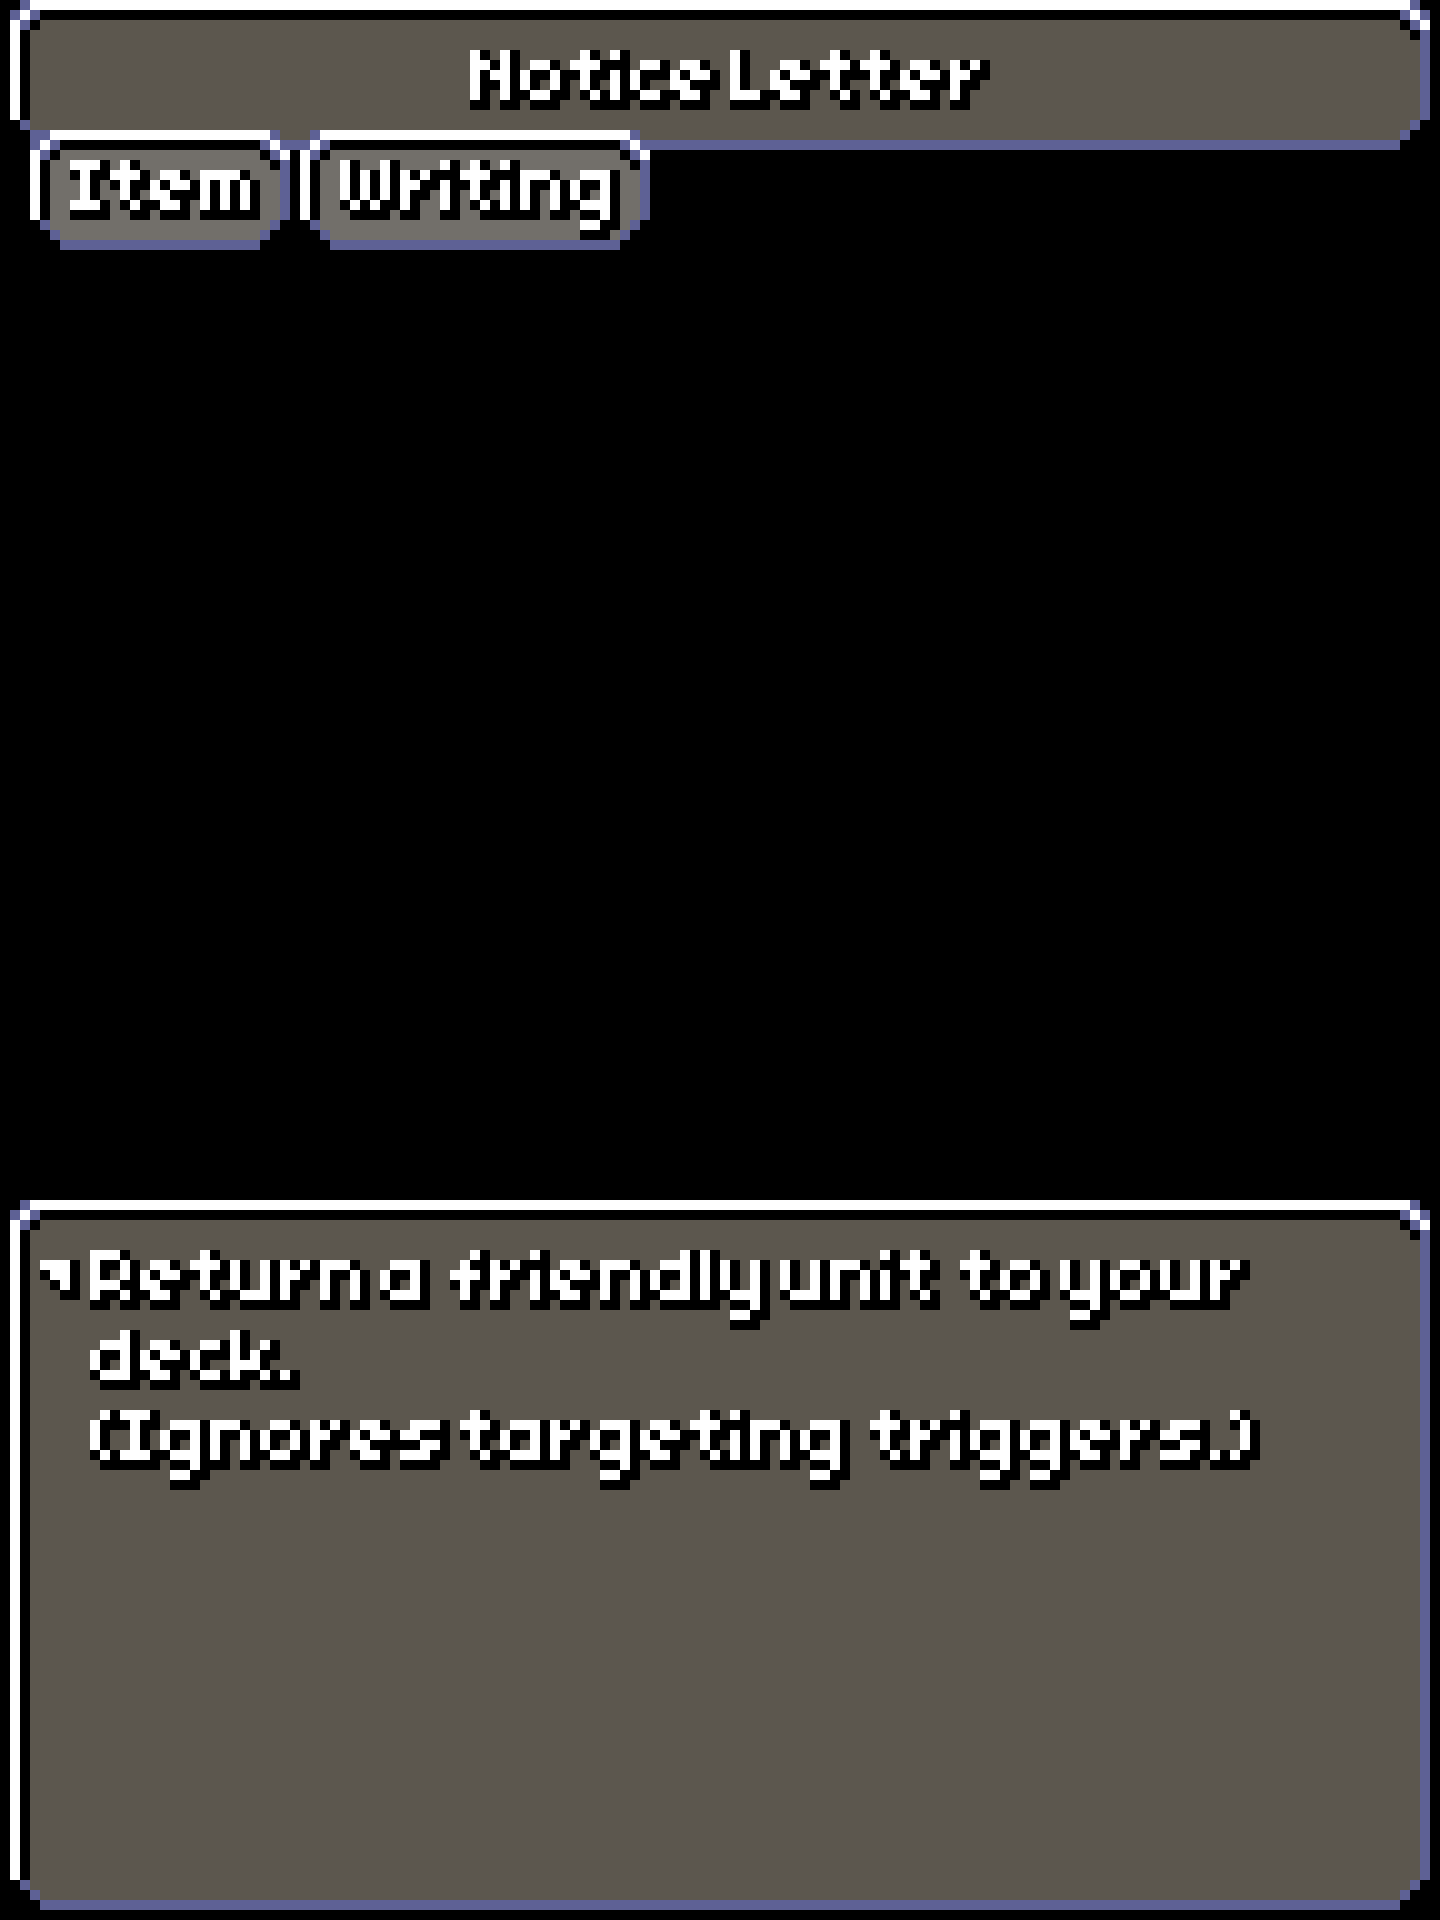 Notice Letter
Item Writing
Return a friendly unit to your
deck.
(Ignores targeting triggers.)